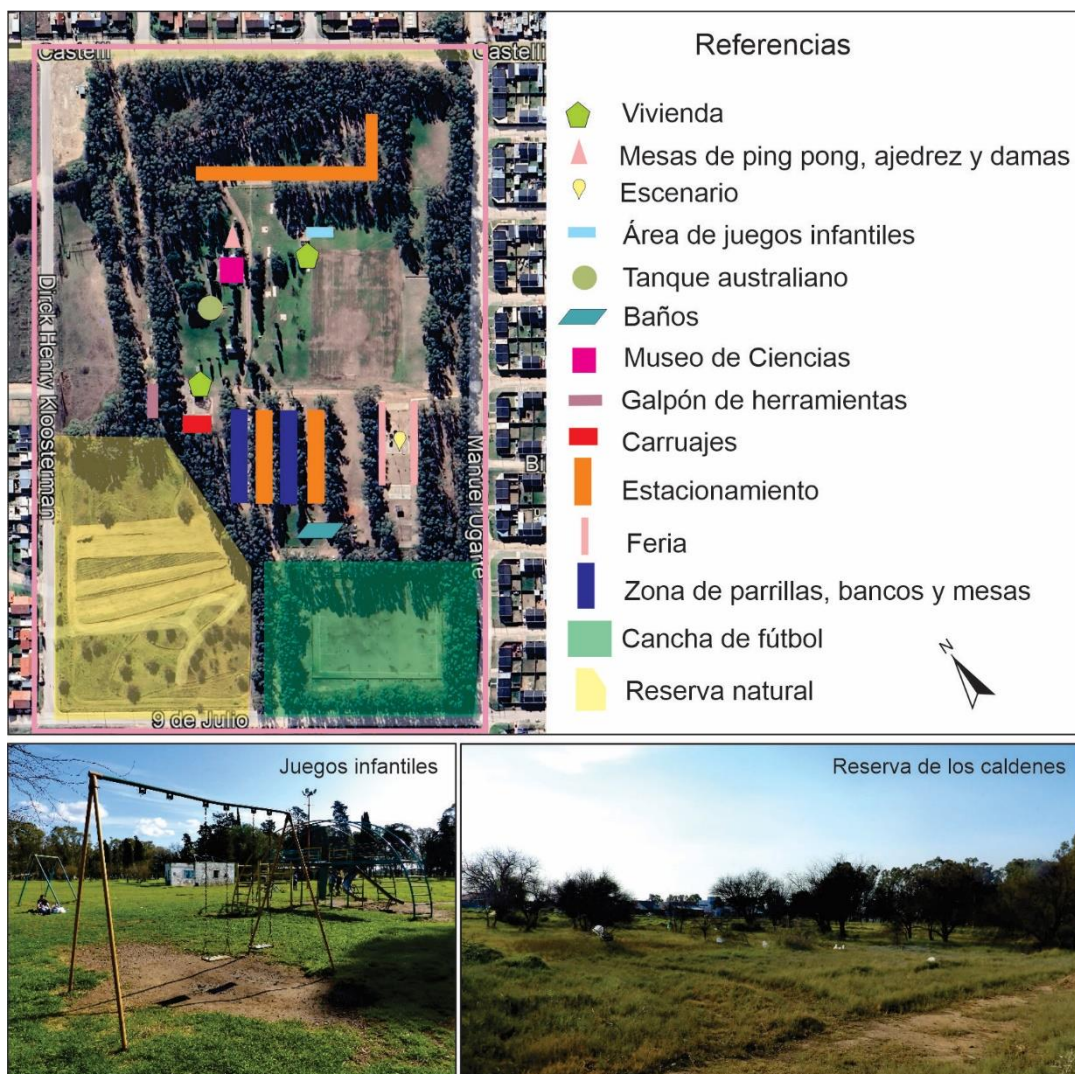 Castelli
Castelli
Dirck Henry Kloosterman
Manuel Ugarte
Bi
9 de Julio
Referencias
Vivienda
Mesas de ping pong, ajedrez y damas
Escenario
Área de juegos infantiles
Tanque australiano
Baños
Museo de Ciencias
Galpón de herramientas
Carruajes
Estacionamiento
Feria
Zona de parrillas, bancos y mesas
Cancha de fútbol
Reserva natural
N
Juegos infantiles
Reserva de los caldenes